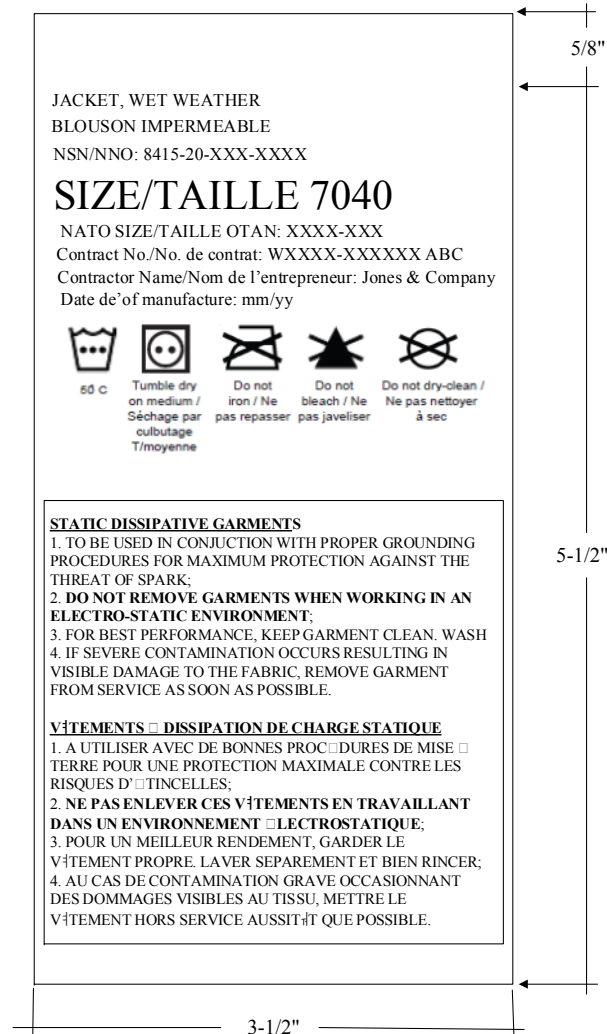 5/8"
JACKET, WET WEATHER
BLOUSON IMPERMEABLE
NSN/NNO: 8415-20-XXX-XXXX
SIZE/TAILLE 7040
NATO SIZE/TAILLE OTAN: XXXX-XXX
Contract No./No. de contrat: WXXXX-XXXXXX ABC
Contractor Name/Nom de l’entrepreneur: Jones & Company
Date de’of manufacture: mm/yy
Tumble dry
on medium /
Séchage par
culbutage
T/moyenne
Do not
iron / Ne
pas repasser
Do not
bleach / Ne
pas javeliser
Do not dry-clean /
Ne pas nettoyer
à sec
STATIC DISSIPATIVE GARMENTS
1. TO BE USED IN CONJUCTION WITH PROPER GROUNDING
PROCEDURES FOR MAXIMUM PROTECTION AGAINST THE
THREAT OF SPARK;
2. DO NOT REMOVE GARMENTS WHEN WORKING IN AN
ELECTRO-STATIC ENVIRONMENT;
3. FOR BEST PERFORMANCE, KEEP GARMENT CLEAN. WASH
4. IF SEVERE CONTAMINATION OCCURS RESULTING IN
VISIBLE DAMAGE TO THE FABRIC, REMOVE GARMENT
FROM SERVICE AS SOON AS POSSIBLE.
5-1/2"
□ DISSIPATION DE CHARGE STATIQUE
1. A UTILISER AVEC DE BONNES PROC□DURES DE MISE □
TERRE POUR UNE PROTECTION MAXIMALE CONTRE LES
RISQUES D’□TINCELLES;
2. NE PAS ENLEVER CES EN TRAVAILLANT
DANS UN ENVIRONNEMENT □LECTROSTATIQUE;
3. POUR UN MEILLEUR RENDEMENT, GARDER LE
PROPRE. LAVER SEPAREMENT ET BIEN RINCER;
4. AU CAS DE CONTAMINATION GRAVE OCCASIONNANT
DES DOMMAGES VISIBLES AU TISSU, METTRE LE
HORS SERVICE QUE POSSIBLE.
3-1/2"